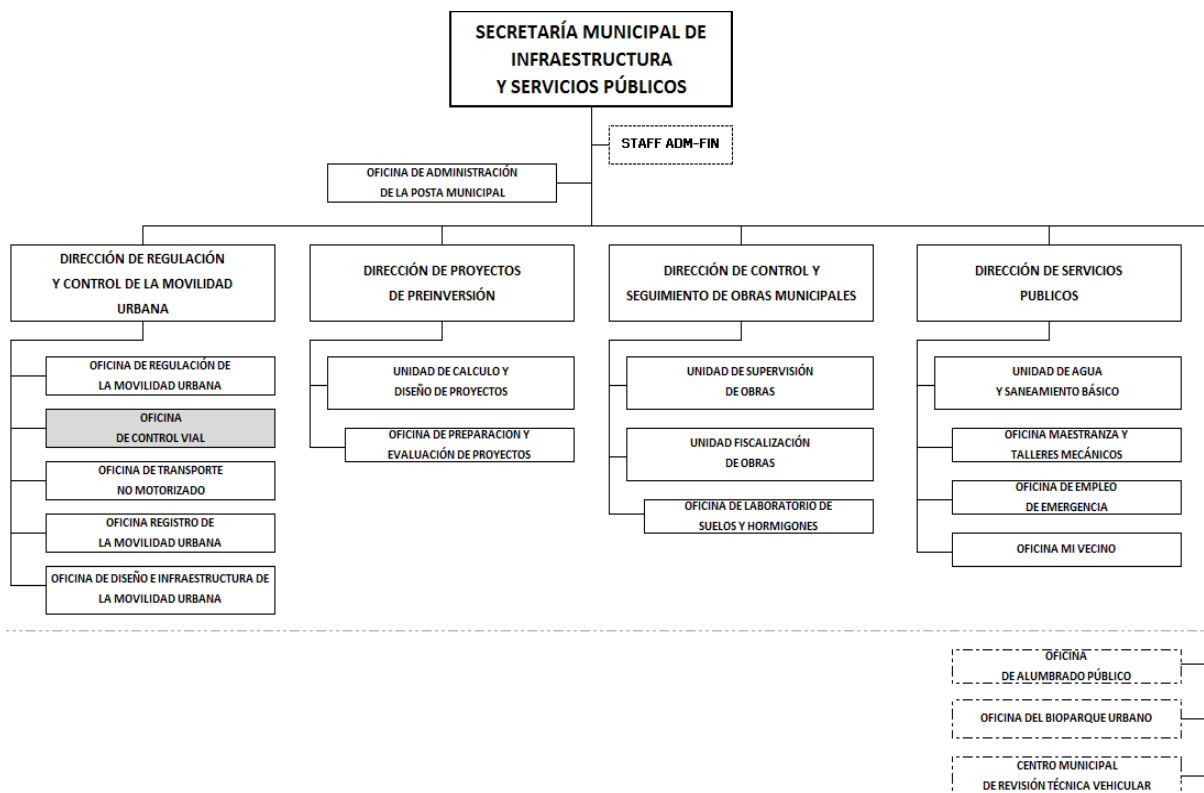 SECRETARÍA MUNICIPAL DE
INFRAESTRUCTURA
Y SERVICIOS PÚBLICOS
STAFF ADM-FIN
OFICINA DE ADMINISTRACIÓN
DE LA POSTA MUNICIPAL
DIRECCIÓN DE REGULACIÓN
Y CONTROL DE LA MOVILIDAD
URBANA
OFICINA DE REGULACIÓN DE
LA MOVILIDAD URBANA
OFICINA
DE CONTROL VIAL
OFICINA DE TRANSPORTE
NO MOTORIZADO
OFICINA REGISTRO DE
LA MOVILIDAD URBANA
OFICINA DE DISEÑO E INFRAESTRUCTURA DE
LA MOVILIDAD URBANA
DIRECCIÓN DE PROYECTOS
DE PREINVERSIÓN
UNIDAD DE CALCULO Y
DISEÑO DE PROYECTOS
OFICINA DE PREPARACION Y
EVALUACIÓN DE PROYECTOS
DIRECCIÓN DE CONTROL Y
SEGUIMIENTO DE OBRAS MUNICIPALES
UNIDAD DE SUPERVISIÓN
DE OBRAS
UNIDAD FISCALIZACIÓN
DE OBRAS
OFICINA DE LABORATORIO DE
SUELOS Y HORMIGONES
DIRECCIÓN DE SERVICIOS
PUBLICOS
UNIDAD DE AGUA
Y SANEAMIENTO BÁSICO
OFICINA MAESTRANZA Y
TALLERES MECÁNICOS
OFICINA DE EMPLEO
DE EMERGENCIA
OFICINA MI VECINO
OFICINA
DE ALUMBRADO PÚBLICO
OFICINA DEL BIOPARQUE URBANO
CENTRO MUNICIPAL
DE REVISIÓN TÉCNICA VEHICULAR